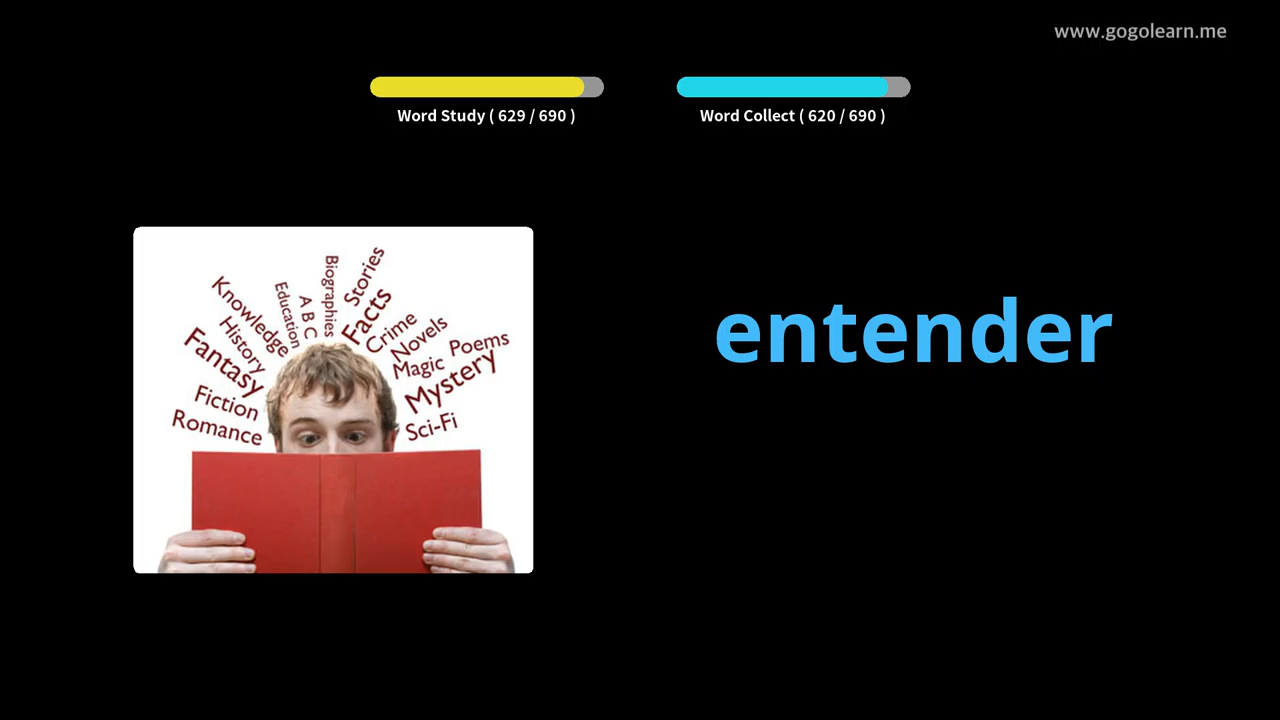 www.gogolearn.me
Word Study ( 629 / 690 )
Word Collect ( 620 / 690 )
Biographies
Stories
Knowledge
Education
A B C
Facts
Crime
History
Novels
Fantasy
Magic
Poems
Mystery
Fiction
Romance
Sci-Fi
entender